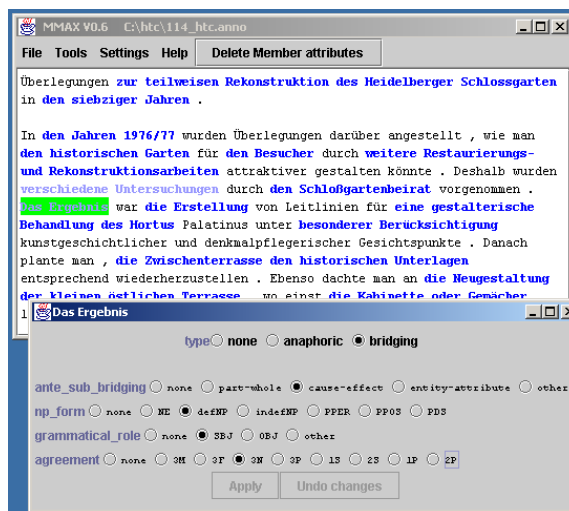 MMAX V0.6 C:\htc\114_htc.anno
File Tools Settings Help Delete Member attributes
Überlegungen zur teilweisen Rekonstruktion des Heidelberger Schlossgarten
in den siebziger Jahren .
In den Jahren 1976/77 wurden Überlegungen darüber angestellt , wie man
den historischen Garten für den Besucher durch weitere Restaurierungs-
und Rekonstruktionsarbeiten attraktiver gestalten könnte . Deshalb wurden
verschiedene Untersuchungen durch den Schloßgartenbeirat vorgenommen .
Das Ergebnis war die Erstellung von Leitlinien für eine gestalterische
Behandlung des Hortus Palatinus unter besonderer Berücksichtigung
kunstgeschichtlicher und denkmalpflegerischer Gesichtspunkte . Danach
plante man , die Zwischenterrasse den historischen Unterlagen
entsprechend wiederherzustellen . Ebenso dachte man an die Neugestaltung
der kleinen östlichen Terrasse , wo einst die Kabinette oder Gemächer
Das Ergebnis
type none anaphoric bridging
ante_sub_bridging none part-whole cause-effect entity-attribute other
np_form none NE defNP indefNP PPER PPOS PDS
grammatical_role none SBJ OBJ other
agreement none 3M 3F 3N 3P 1S 2S 1P 2P
Apply Undo changes